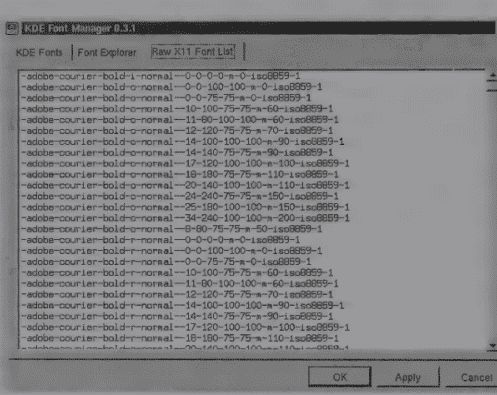 KDE Font Manager 0.3.1
KDE Fonts Font Explorer Raw X11 Font List
-adobe-courier-bold-i-normal--0-0-0-0-m-0-iso8859-1
-adobe-courier-bold-o-normal--0-0-100-100-m-0-iso8859-1
-adobe-courier-bold-o-normal--0-0-75-75-m-0-iso8859-1
-adobe-courier-bold-o-normal--10-100-75-75-m-60-iso8859-1
-adobe-courier-bold-o-normal--11-80-100-100-m-60-iso8859-1
-adobe-courier-bold-o-normal--12-120-75-75-m-70-iso8859-1
-adobe-courier-bold-o-normal--14-100-100-100-m-90-iso8859-1
-adobe-courier-bold-o-normal--14-140-75-75-m-90-iso8859-1
-adobe-courier-bold-o-normal--17-120-100-100-m-100-iso8859-1
-adobe-courier-bold-o-normal--18-180-75-75-m-110-iso8859-1
-adobe-courier-bold-o-normal--20-140-100-100-m-110-iso8859-1
-adobe-courier-bold-o-normal--24-240-75-75-m-150-iso8859-1
-adobe-courier-bold-o-normal--25-180-100-100-m-150-iso8859-1
-adobe-courier-bold-o-normal--34-240-100-100-m-200-iso8859-1
-adobe-courier-bold-o-normal--8-80-75-75-m-50-iso8859-1
-adobe-courier-bold-r-normal--0-0-0-0-m-0-iso8859-1
-adobe-courier-bold-r-normal--0-0-100-100-m-0-iso8859-1
-adobe-courier-bold-r-normal--0-0-75-75-m-0-iso8859-1
-adobe-courier-bold-r-normal--10-100-75-75-m-60-iso8859-1
-adobe-courier-bold-r-normal--11-80-100-100-m-60-iso8859-1
-adobe-courier-bold-r-normal--12-120-75-75-m-70-iso8859-1
-adobe-courier-bold-r-normal--14-100-100-100-m-90-iso8859-1
-adobe-courier-bold-r-normal--14-140-75-75-m-90-iso8859-1
-adobe-courier-bold-r-normal--17-120-100-100-m-100-iso8859-1
-adobe-courier-bold-r-normal--18-180-75-75-m-110-iso8859-1
-adobe-courier-bold-r-normal--20-140-100-100-m-110-iso8859-1
OK Apply Cancel